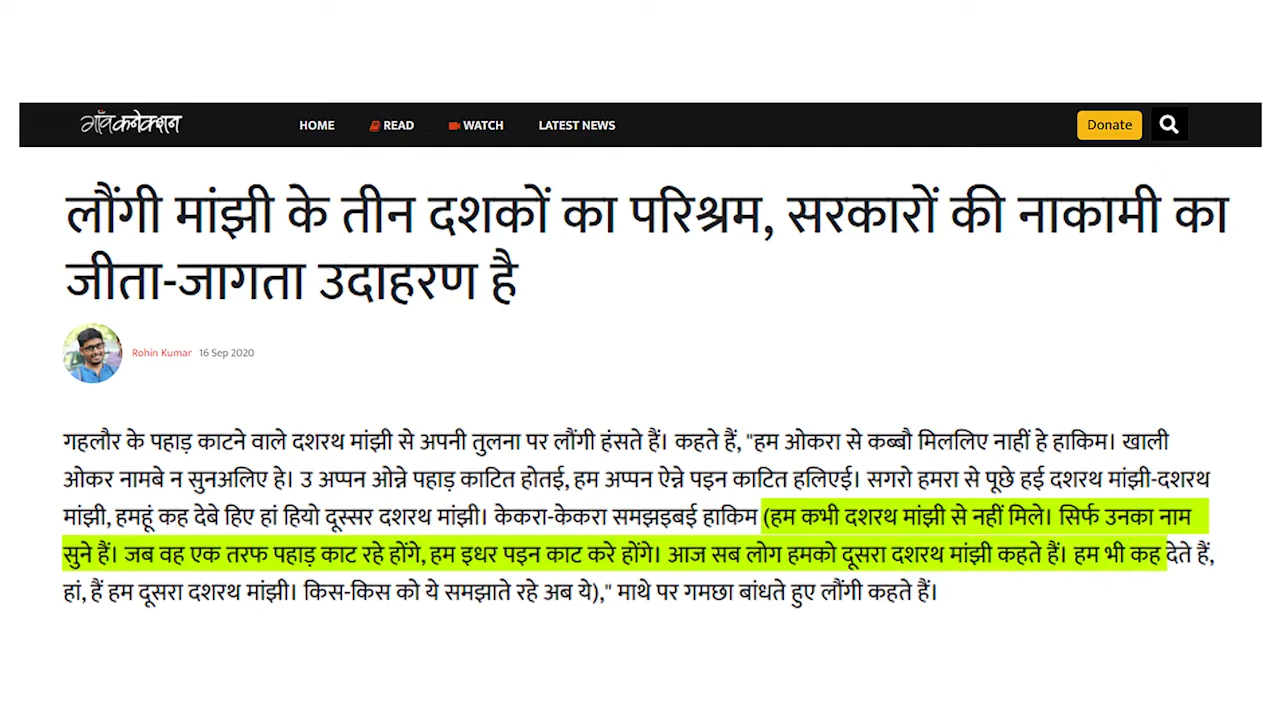 गाँव कनेक्शन HOME READ WATCH LATEST NEWS Donate
लौंगी मांझी के तीन दशकों का परिश्रम, सरकारों की नाकामी का
जीता-जागता उदाहरण है
Rohin Kumar 16 Sep 2020
गहलौर के पहाड़ काटने वाले दशरथ मांझी से अपनी तुलना पर लौंगी हंसते हैं। कहते हैं, "हम ओकरा से कब्बौ मिललिए नाहीं हे हाकिम। खाली
ओकर नामबे न सुनअलिए हे। उ अप्पन ओन्ने पहाड़ काटित होतई, हम अप्पन ऐन्ने पइन काटित हलिएई। सगरो हमरा से पूछे हई दशरथ मांझी-दशरथ
मांझी, हमहूं कह देबे हिए हां हियो दूस्सर दशरथ मांझी। केकरा-केकरा समझइबई हाकिम (हम कभी दशरथ मांझी से नहीं मिले। सिर्फ उनका नाम
सुने हैं। जब वह एक तरफ पहाड़ काट रहे होंगे, हम इधर पइन काट करे होंगे। आज सब लोग हमको दूसरा दशरथ मांझी कहते हैं। हम भी कह देते हैं,
हां, हैं हम दूसरा दशरथ मांझी। किस-किस को ये समझाते रहे अब ये)," माथे पर गमछा बांधते हुए लौंगी कहते हैं।